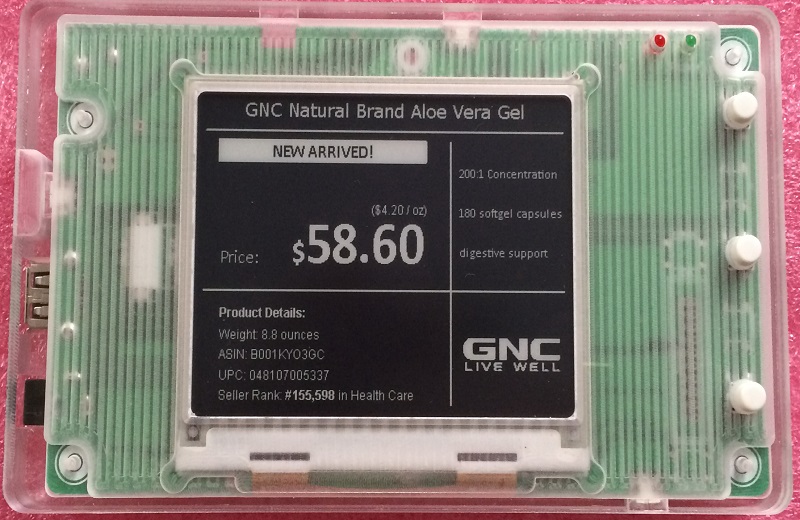 GNC Natural Brand Aloe Vera Gel
NEW ARRIVED!
($4.20 / oz)
Price: $58.60
200:1 Concentration
180 softgel capsules
digestive support
Product Details:
Weight: 8.8 ounces
ASIN: B001KYO3GC
UPC: 048107005337
Seller Rank: #155,598 in Health Care
GNC
LIVE WELL